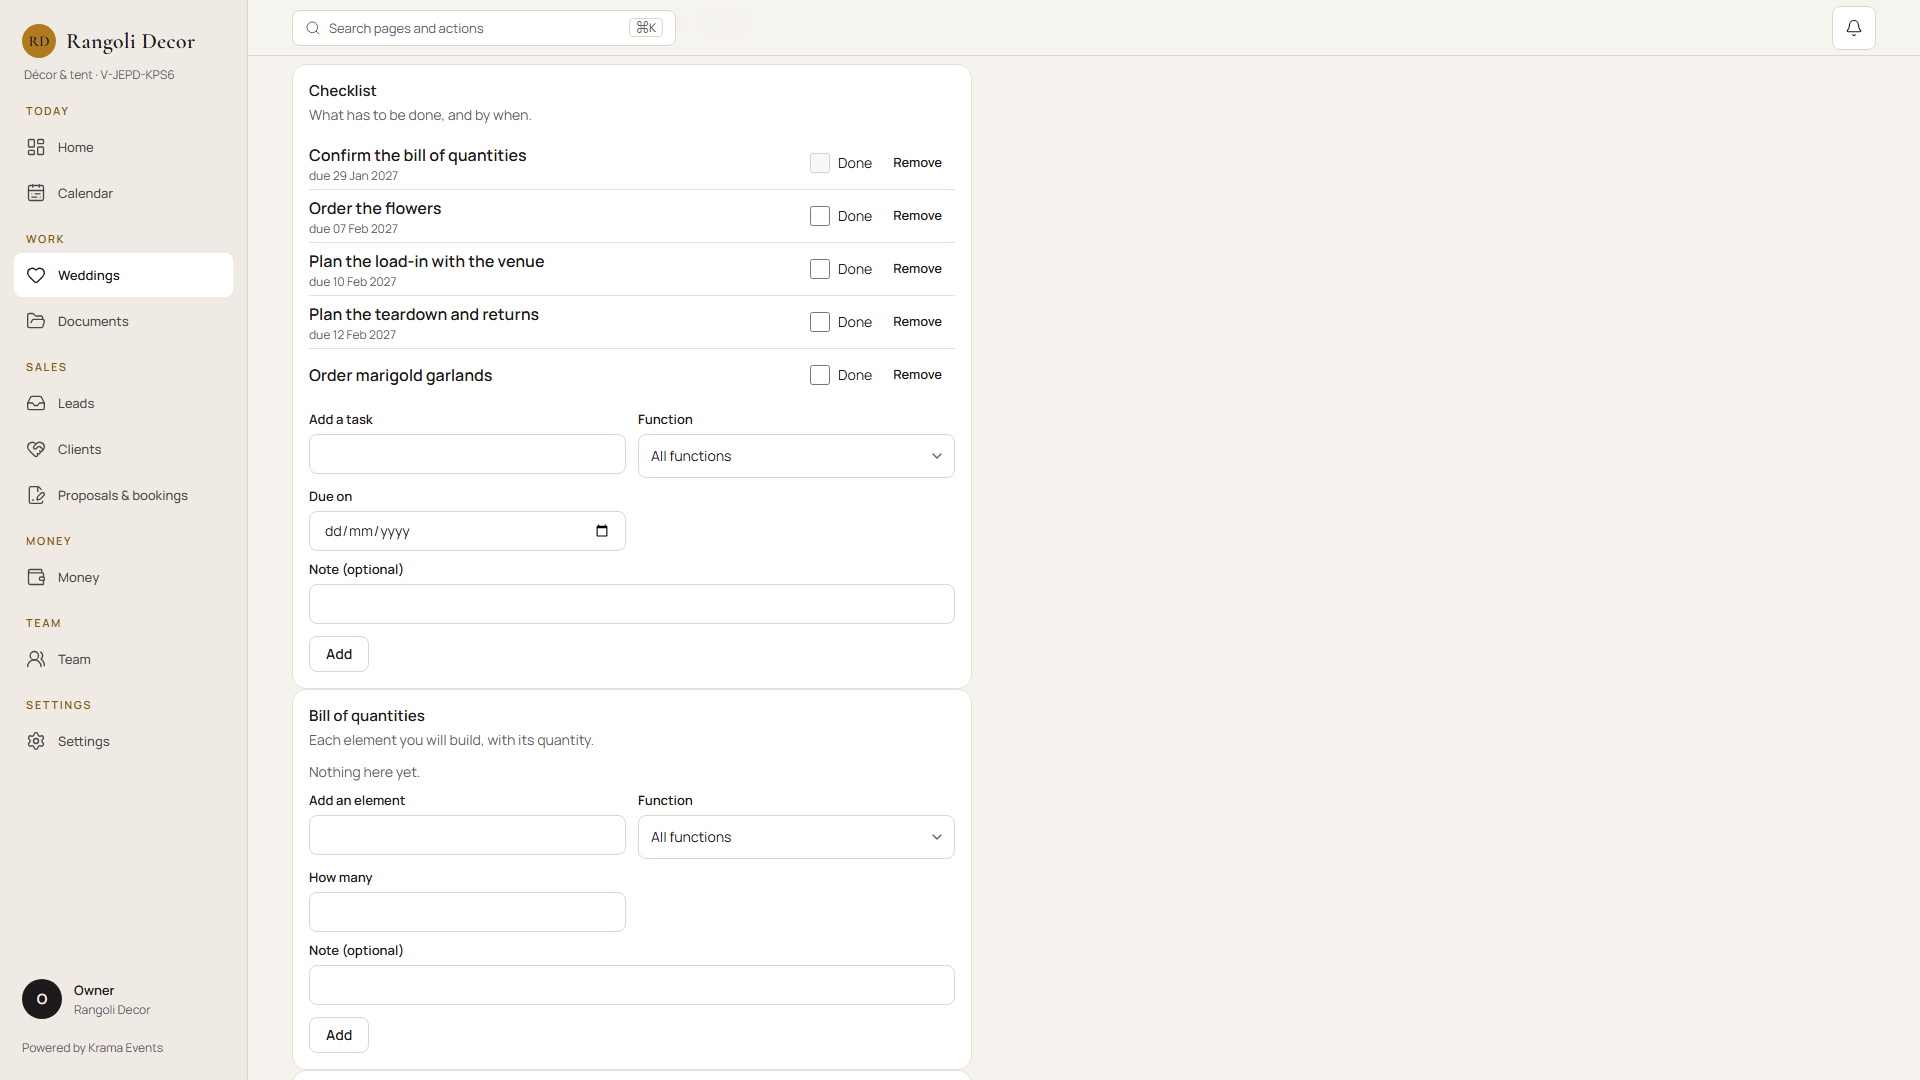 RD Rangoli Decor
Décor & tent · V-JEPD-KPS6
TODAY
Home
Calendar
WORK
Weddings
Documents
SALES
Leads
Clients
Proposals & bookings
MONEY
Money
TEAM
Team
SETTINGS
Settings
O
Owner
Rangoli Decor
Powered by Krama Events
Search pages and actions ⌘K
Checklist
What has to be done, and by when.
Confirm the bill of quantities
due 29 Jan 2027
Done Remove
Order the flowers
due 07 Feb 2027
Done Remove
Plan the load-in with the venue
due 10 Feb 2027
Done Remove
Plan the teardown and returns
due 12 Feb 2027
Done Remove
Order marigold garlands
Done Remove
Add a task Function
All functions
Due on
dd/mm/yyyy
Note (optional)
Add
Bill of quantities
Each element you will build, with its quantity.
Nothing here yet.
Add an element Function
All functions
How many
Note (optional)
Add